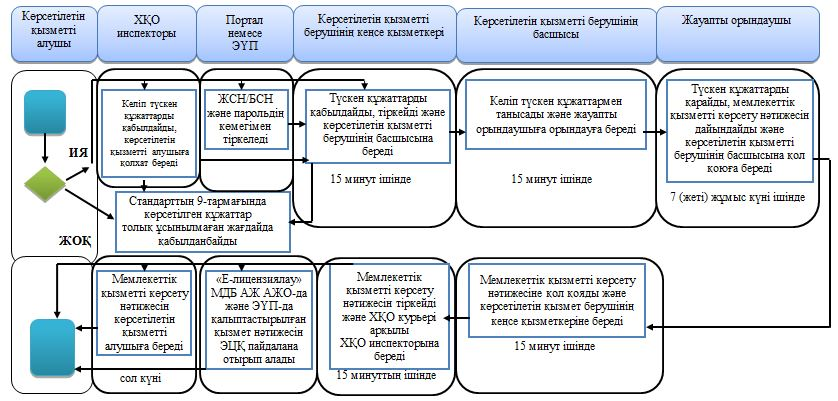 Көрсетілетін
қызметті
алушы
ХҚО
инспекторы
Портал
немесе
ЭҮП
Көрсетілетін қызметті
берушінің кеңсе қызметкері
Көрсетілетін қызметті берушінің
басшысы
Жауапты орындаушы
Келіп түскен
құжаттарды
қабылдайды,
көрсетілетін
қызметті алушыға
қолхат береді
ЖСН/БСН
және парольдің
көмегімен
тіркеледі
Түскен құжаттарды
қабылдайды, тіркейді және
көрсетілетін қызметті
берушінің басшысына
береді
15 минут ішінде
Келіп түскен құжаттармен
танысады және жауапты
орындаушыға орындауға береді
15 минут ішінде
Түскен құжаттарды
қарайды, мемлекеттік
қызметті көрсету нәтижесін
дайындайды және
көрсетілетін қызметті
берушінің басшысына қол
қоюға береді
7 (жеті) жұмыс күні ішінде
ИЯ
ЖОҚ
Стандарттын 9-тармағында
көрсетілген құжаттар
толық ұсынылмаған жағдайда
қабылданбайды
Мемлекеттік
қызметті көрсету
нәтижесін
көрсетілетін
қызметті
алушыға береді
сол күні
«Е-лицензиялау»
МДБ АЖ АЖО-да
және ЭҮП-да
қалыптастырылған
қызмет нәтижесін
ЭЦҚ пайдалана
отырып алады
Мемлекеттік
қызметті көрсету
нәтижесін тіркейді
және ХҚО курьері
арқылы
ХҚО инспекторына
береді
15 минуттын ішінде
Мемлекеттік қызметті көрсету
нәтижесіне қол қояды және
көрсетілетін қызмет берушінің
кеңсе қызметкеріне береді
15 минут ішінде